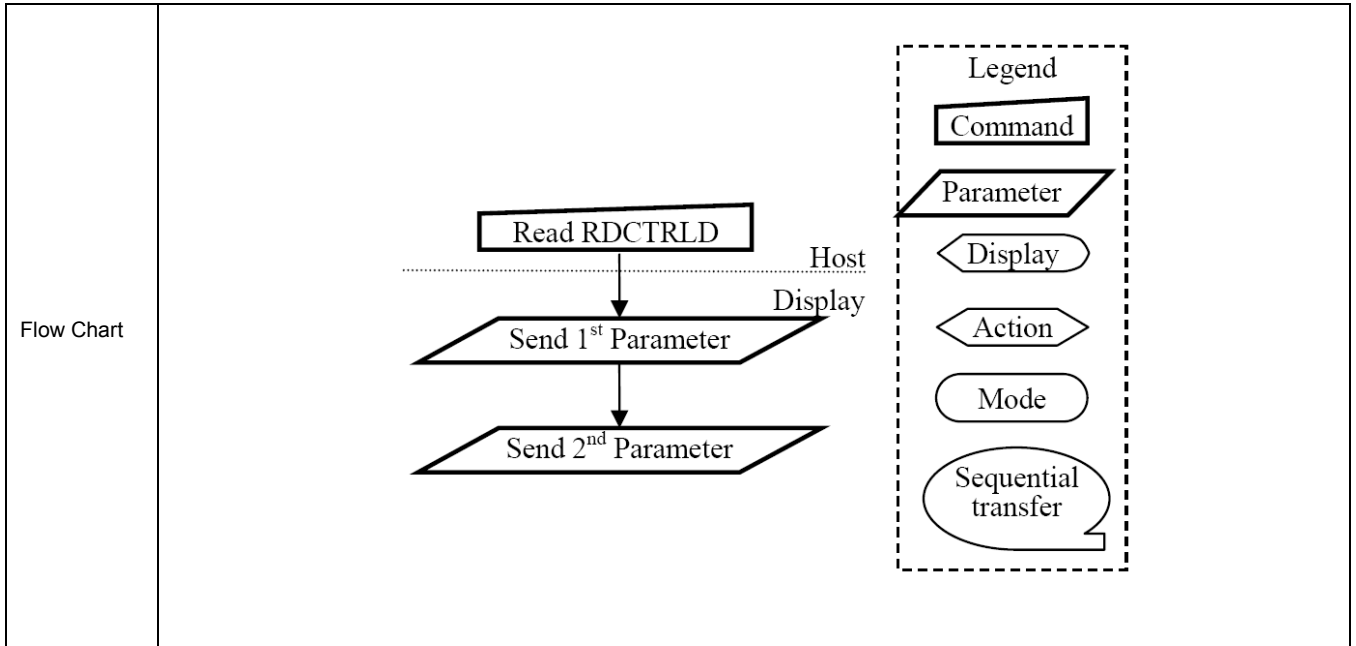 Flow Chart
Read RDCTRLD
Host
Display
Send 1st Parameter
Send 2nd Parameter
Legend
Command
Parameter
Display
Action
Mode
Sequential
transfer